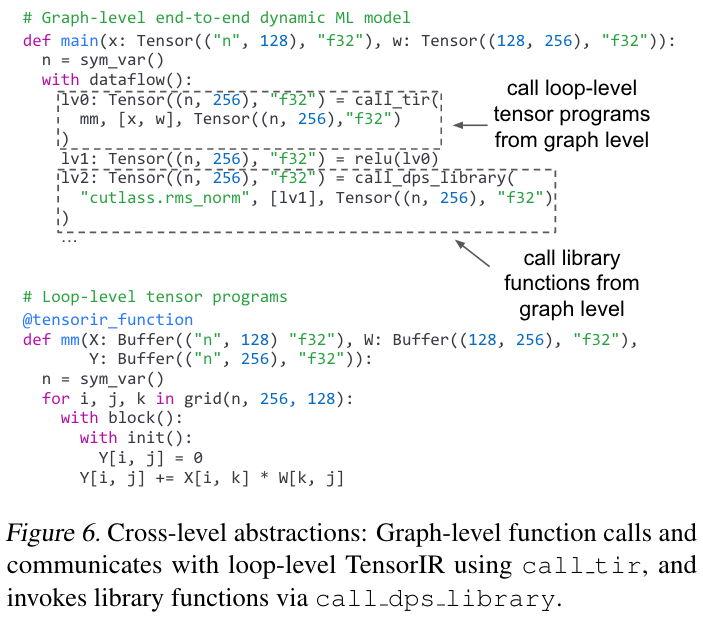 # Graph-level end-to-end dynamic ML model
def main(x: Tensor(("n", 128), "f32"), w: Tensor((128, 256), "f32")):
n = sym_var()
with dataflow():
lv0: Tensor((n, 256), "f32") = call_tir(
mm, [x, w], Tensor((n, 256),"f32")
)
lv1: Tensor((n, 256), "f32") = relu(lv0)
lv2: Tensor((n, 256), "f32") = call_dps_library(
"cutlass.rms_norm", [lv1], Tensor((n, 256), "f32")
)
…
call loop-level
tensor programs
from graph level
call library
functions from
graph level
# Loop-level tensor programs
@tensorir_function
def mm(X: Buffer(("n", 128) "f32"), W: Buffer((128, 256), "f32"),
Y: Buffer(("n", 256), "f32")):
n = sym_var()
for i, j, k in grid(n, 256, 128):
with block():
with init():
Y[i, j] = 0
Y[i, j] += X[i, k] * W[k, j]
Figure 6. Cross-level abstractions: Graph-level function calls and
communicates with loop-level TensorIR using call_tir, and
invokes library functions via call_dps_library.